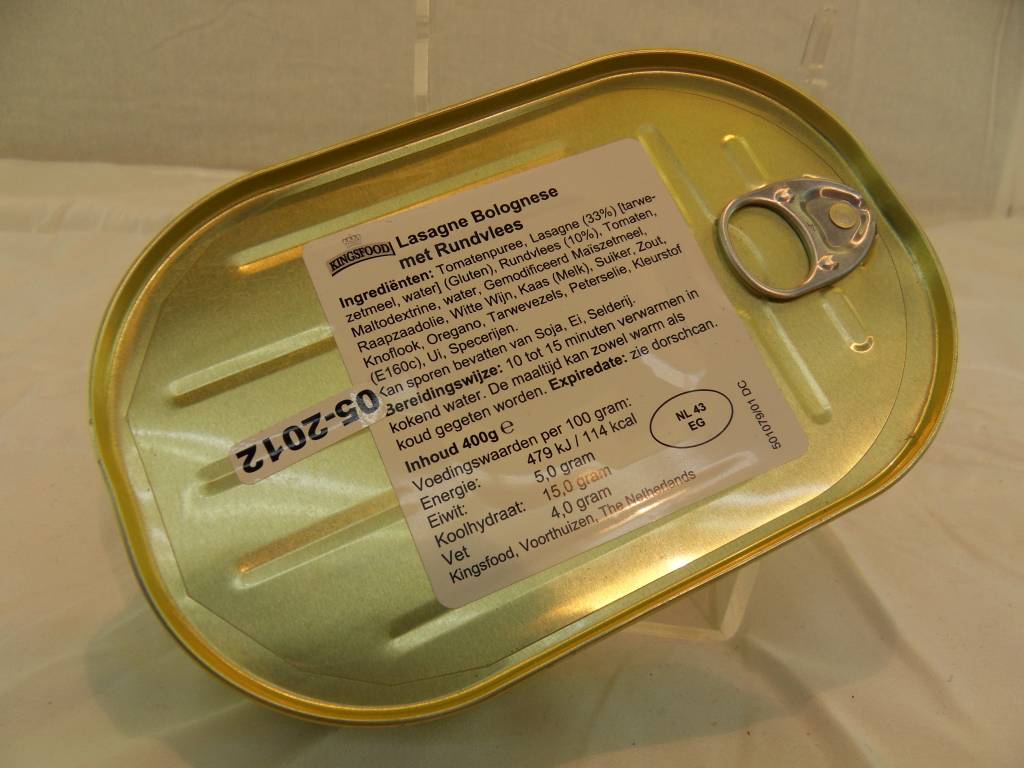 KINGSFOOD
Lasagne Bolognese
met Rundvlees
Ingrediënten: Tomatenpuree, Lasagne (33%) [tarwe-
zetmeel, water] (Gluten), Rundvlees (10%), Tomaten,
Maltodextrine, water, Gemodificeerd Maiszetmeel,
Raapzaadolie, Witte Wijn, Kaas (Melk), Suiker, Zout,
Knoflook, Oregano, Tarwevezels, Peterselie, Kleurstof
(E160c), Ui, Specerijen.
Kan sporen bevatten van Soja, Ei, Selderij.
Bereidingswijze: 10 tot 15 minuten verwarmen in
kokend water. De maaltijd kan zowel warm als
koud gegeten worden. Expiredate: zie dorschcan.
Inhoud 400g ℮
Voedingswaarden per 100 gram:
Energie: 479 kJ / 114 kcal
Eiwit: 5,0 gram
Koolhydraat: 15,0 gram
Vet 4,0 gram
Kingsfood, Voorthuizen, The Netherlands
NL 43
EG
501079/01 DC
05-2012